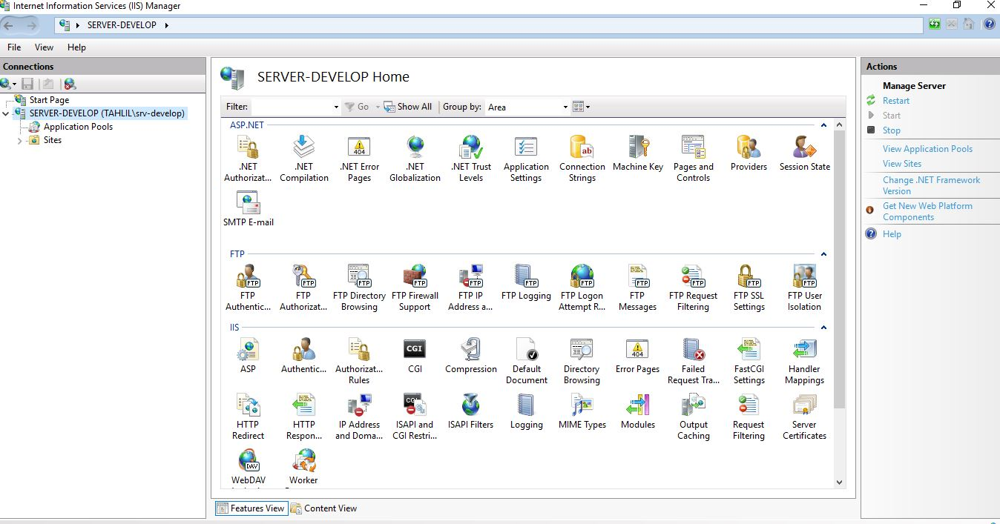 Internet Information Services (IIS) Manager
SERVER-DEVELOP
File View Help
Connections
Start Page
SERVER-DEVELOP (TAHLIL\srv-develop)
Application Pools
Sites
SERVER-DEVELOP Home
Filter: Go Show All Group by: Area
ASP.NET
.NET Authorizat...
.NET Compilation
.NET Error Pages
.NET Globalization
.NET Trust Levels
Application Settings
Connection Strings
Machine Key
Pages and Controls
Providers
Session State
SMTP E-mail
FTP
FTP Authentic...
FTP Authorizat...
FTP Directory Browsing
FTP Firewall Support
FTP IP Address a...
FTP Logging
FTP Logon Attempt R...
FTP Messages
FTP Request Filtering
FTP SSL Settings
FTP User Isolation
IIS
ASP
Authentic...
Authorizat... Rules
CGI
Compression
Default Document
Directory Browsing
Error Pages
Failed Request Tra...
FastCGI Settings
Handler Mappings
HTTP Redirect
HTTP Respon...
IP Address and Doma...
ISAPI and CGI Restri...
ISAPI Filters
Logging
MIME Types
Modules
Output Caching
Request Filtering
Server Certificates
WebDAV
Worker
Features View
Content View
Actions
Manage Server
Restart
Start
Stop
View Application Pools
View Sites
Change .NET Framework
Version
Get New Web Platform
Components
Help